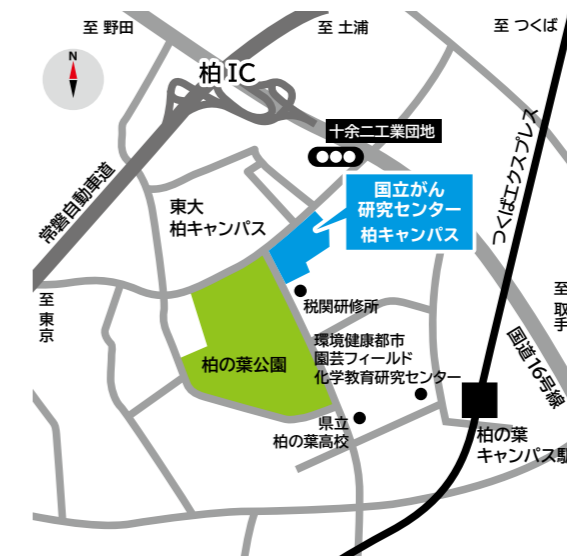 至 野田
至 土浦
至 つくば
N
柏 IC
十余二工業団地
つくばエクスプレス
国立がん
研究センター
柏キャンパス
東大
柏キャンパス
常磐自動車道
至
東
京
税関研修所
至
取
手
国道16号線
環境健康都市
園芸フィールド
化学教育研究センター
柏の葉公園
県立
柏の葉高校
柏の葉
キャンパス駅